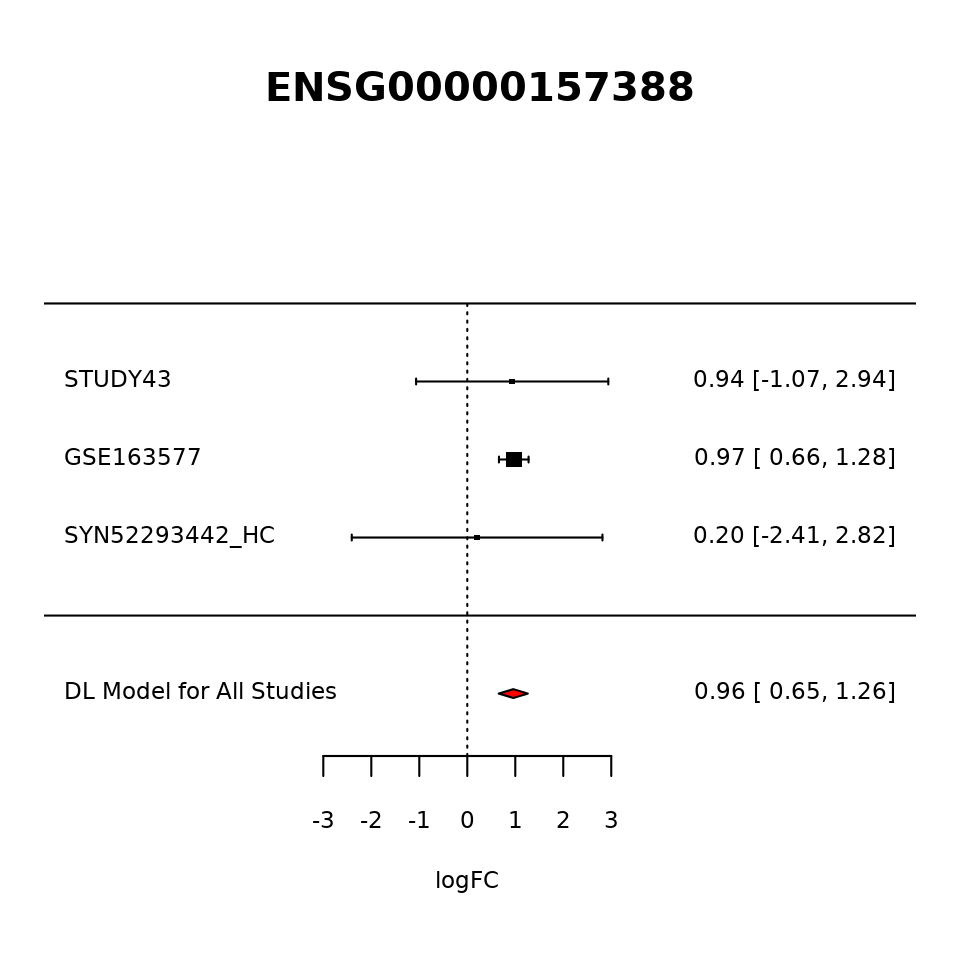 ENSG00000157388
STUDY43 0.94 [-1.07, 2.94]
GSE163577 0.97 [ 0.66, 1.28]
SYN52293442_HC 0.20 [-2.41, 2.82]
DL Model for All Studies 0.96 [ 0.65, 1.26]
-3 -2 -1 0 1 2 3
logFC